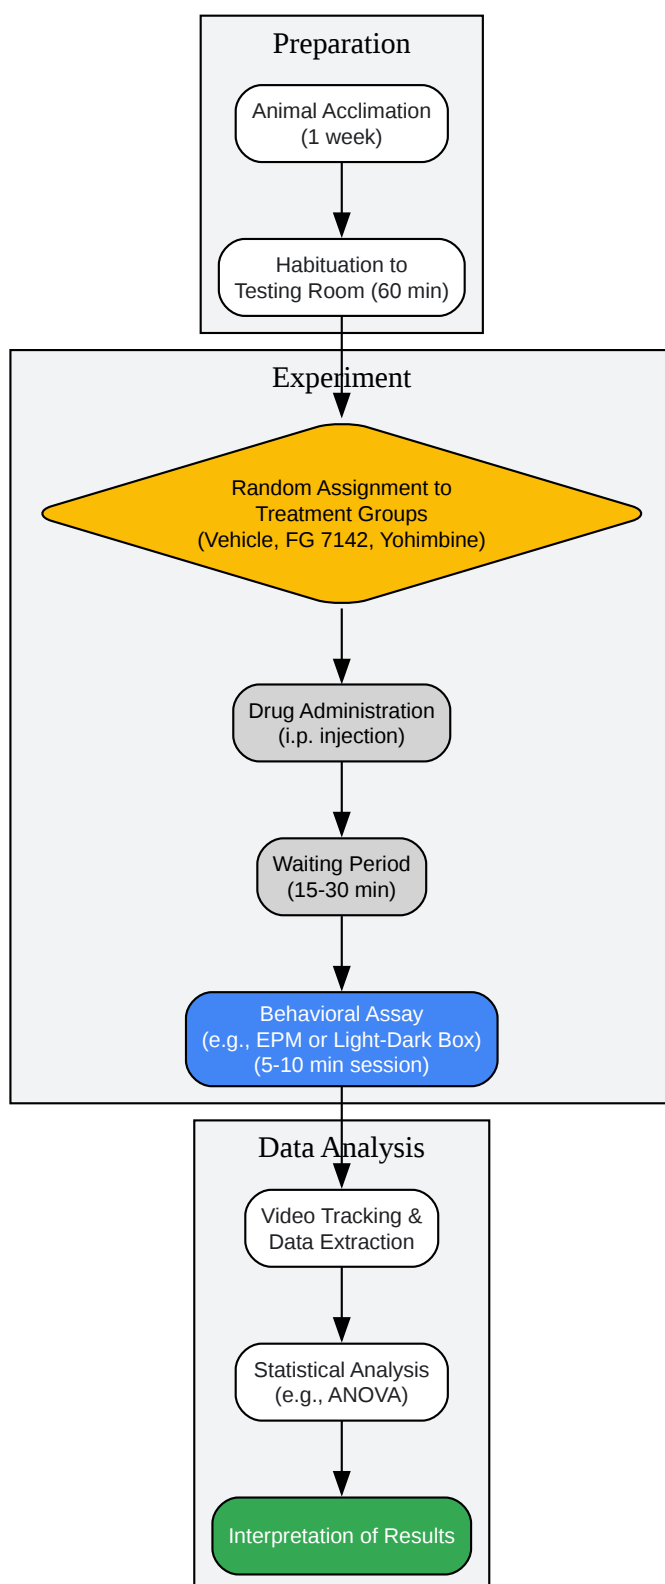 Preparation
Animal Acclimation
(1 week)
Habituation to
Testing Room (60 min)
Experiment
Random Assignment to
Treatment Groups
(Vehicle, FG 7142, Yohimbine)
Drug Administration
(i.p. injection)
Waiting Period
(15-30 min)
Behavioral Assay
(e.g., EPM or Light-Dark Box)
(5-10 min session)
Data Analysis
Video Tracking &
Data Extraction
Statistical Analysis
(e.g., ANOVA)
Interpretation of Results